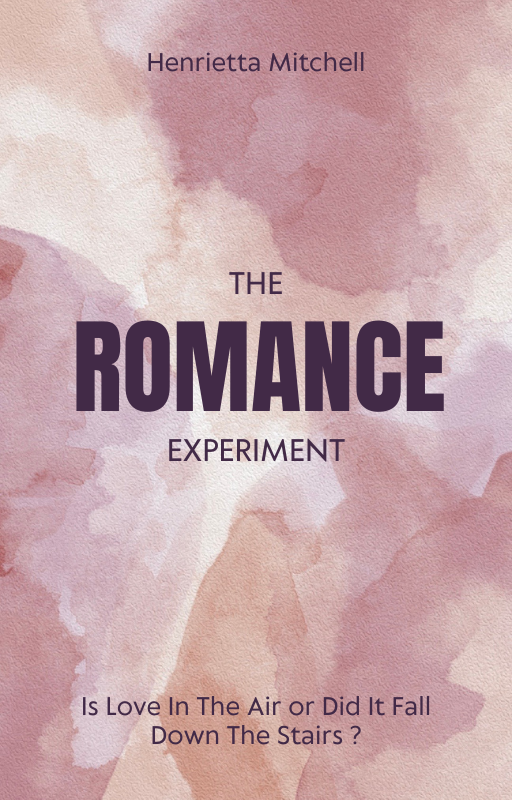 Henrietta Mitchell
THE
ROMANCE
EXPERIMENT
Is Love In The Air or Did It Fall
Down The Stairs ?